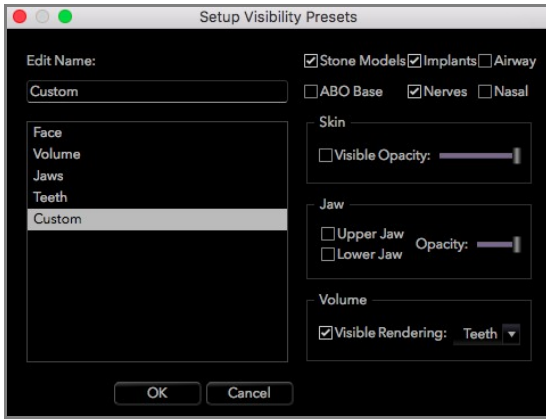 Setup Visibility Presets
Edit Name:
Custom
Face
Volume
Jaws
Teeth
Custom
Stone Models Implants Airway
ABO Base Nerves Nasal
Skin
Visible Opacity:
Jaw
Upper Jaw
Lower Jaw
Opacity:
Volume
Visible Rendering: Teeth
OK Cancel